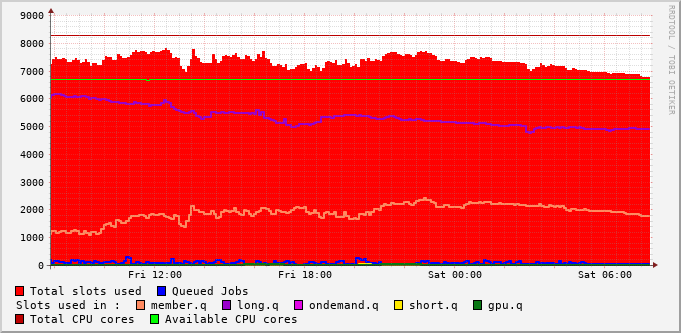 9000
8000
7000
6000
5000
4000
3000
2000
1000
0
Fri 12:00 Fri 18:00 Sat 00:00 Sat 06:00
Total slots used Queued Jobs
Slots used in : member.q long.q ondemand.q short.q gpu.q
Total CPU cores Available CPU cores
RRDTOOL / TOBI OETIKER